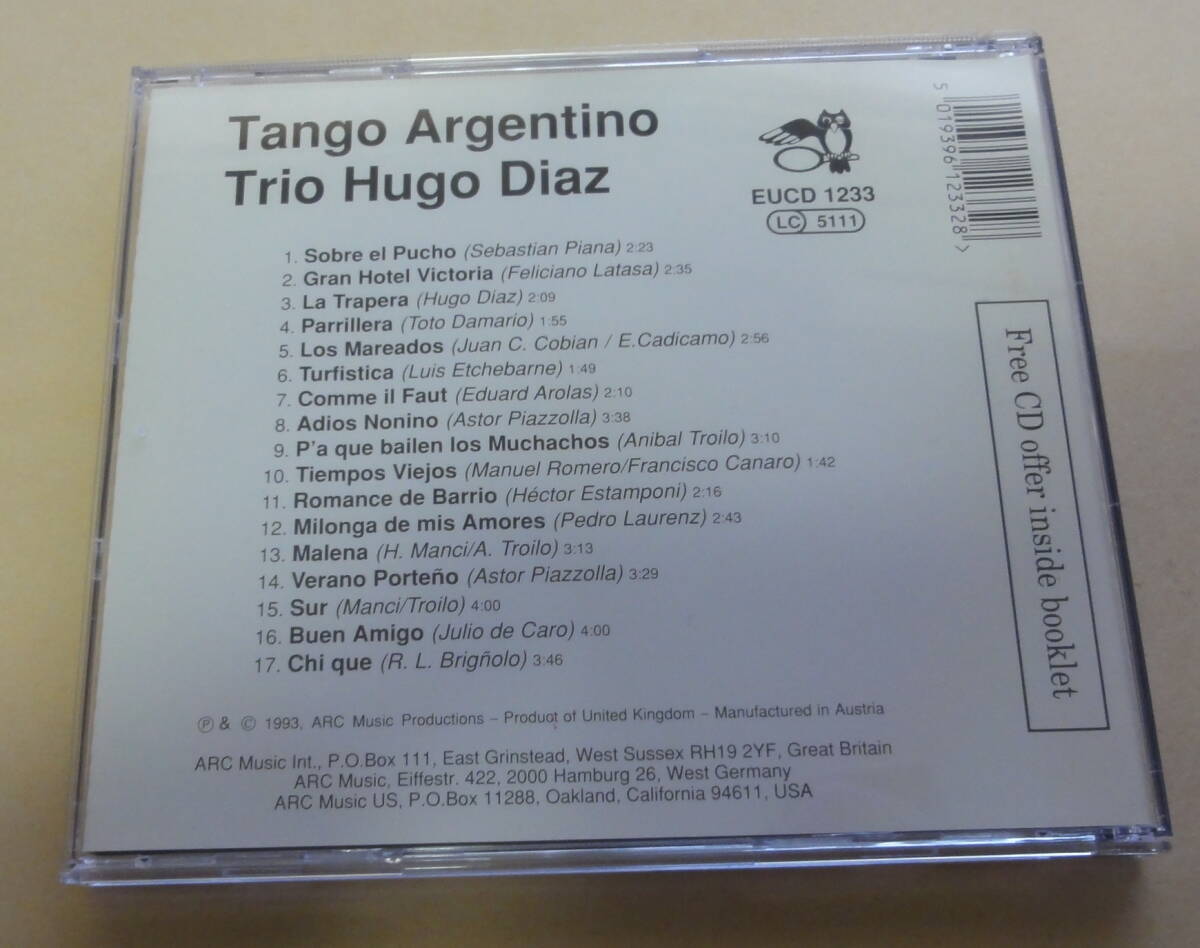 Tango Argentino
Trio Hugo Diaz
EUCD 1233
LC 5111
5 019396 123328 >
1. Sobre el Pucho (Sebastian Piana) 2:23
2. Gran Hotel Victoria (Feliciano Latasa) 2:35
3. La Trapera (Hugo Diaz) 2:09
4. Parrillera (Toto Damario) 1:55
5. Los Mareados (Juan C. Cobian / E.Cadicamo) 2:56
6. Turfistica (Luis Etchebarne) 1:49
7. Comme il Faut (Eduard Arolas) 2:10
8. Adios Nonino (Astor Piazzolla) 3:38
9. P'a que bailen los Muchachos (Anibal Troilo) 3:10
10. Tiempos Viejos (Manuel Romero/Francisco Canaro) 1:42
11. Romance de Barrio (Héctor Estamponi) 2:16
12. Milonga de mis Amores (Pedro Laurenz) 2:43
13. Malena (H. Manci/A. Troilo) 3:13
14. Verano Porteño (Astor Piazzolla) 3:29
15. Sur (Manci/Troilo) 4:00
16. Buen Amigo (Julio de Caro) 4:00
17. Chi que (R. L. Brigñolo) 3:46
Free CD offer inside booklet
℗ & © 1993, ARC Music Productions – Product of United Kingdom – Manufactured in Austria
ARC Music Int., P.O.Box 111, East Grinstead, West Sussex RH19 2YF, Great Britain
ARC Music, Eiffestr. 422, 2000 Hamburg 26, West Germany
ARC Music US, P.O.Box 11288, Oakland, California 94611, USA